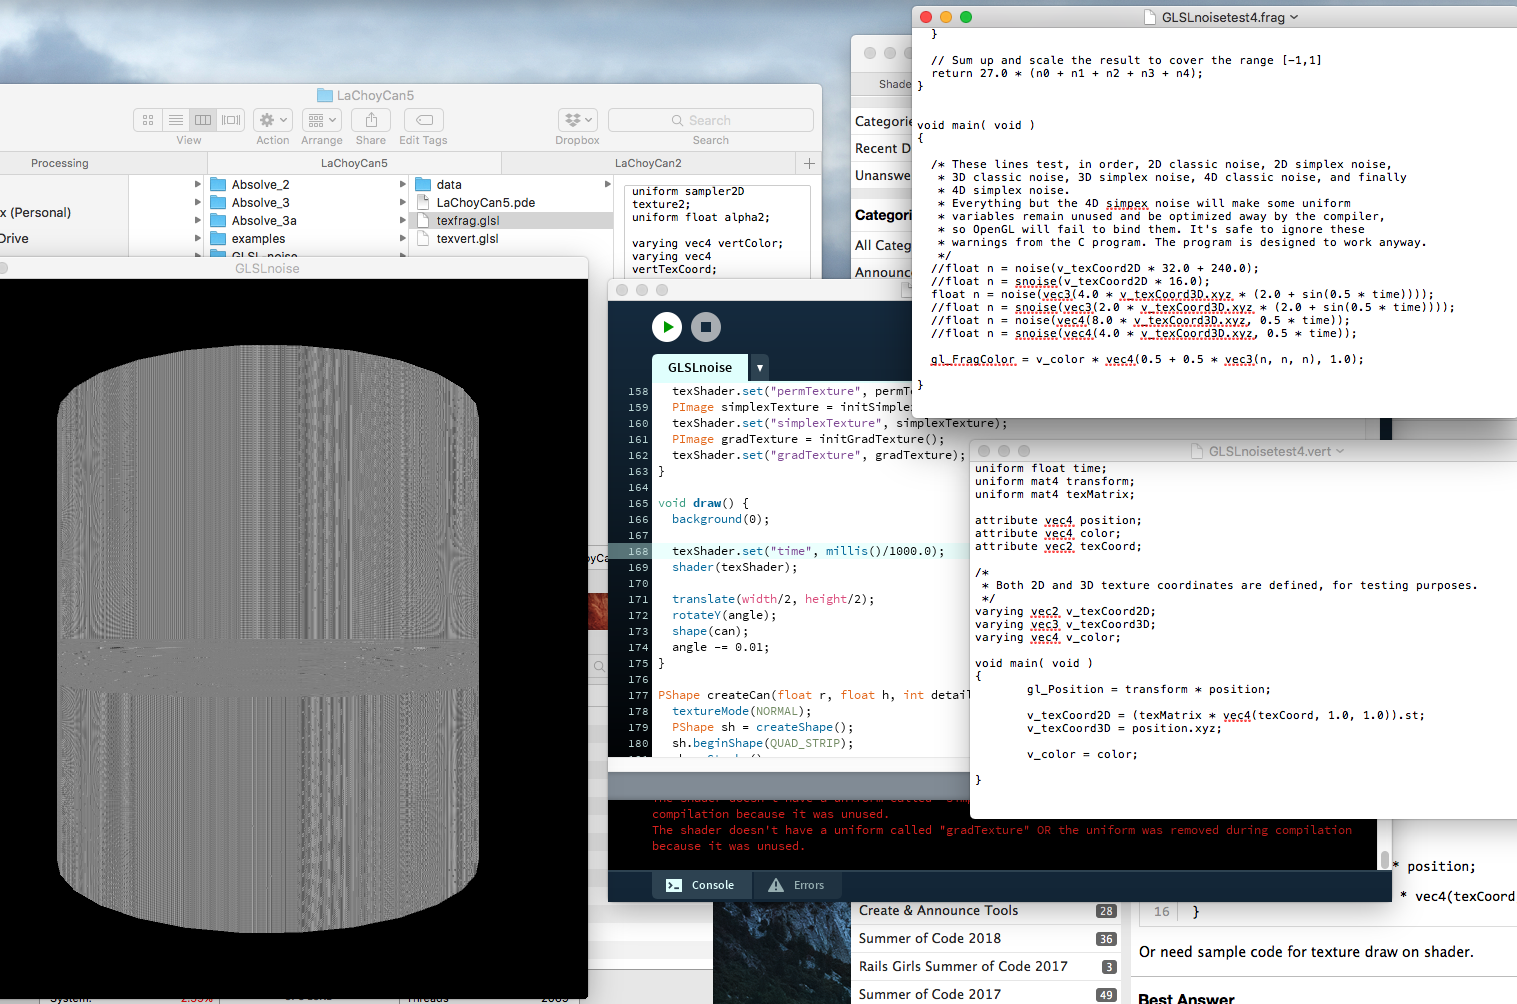 LaChoyCan5
View
Action
Arrange
Share
Edit Tags
Dropbox
Search
Search
Processing
LaChoyCan5
LaChoyCan2
x (Personal)
Drive
Absolve_2
Absolve_3
Absolve_3a
examples
GLSL_noise
data
LaChoyCan5.pde
texfrag.glsl
texvert.glsl
uniform sampler2D
texture2;
uniform float alpha2;
varying vec4 vertColor;
varying vec4
vertTexCoord;
GLSLnoise
GLSLnoise
158 texShader.set("permTexture", permT
159 PImage simplexTexture = initSimplex
160 texShader.set("simplexTexture", simplexTexture);
161 PImage gradTexture = initGradTexture();
162 texShader.set("gradTexture", gradTexture);
163 }
164
165 void draw() {
166 background(0);
167
168 texShader.set("time", millis()/1000.0);
169 shader(texShader);
170
171 translate(width/2, height/2);
172 rotateY(angle);
173 shape(can);
174 angle -= 0.01;
175 }
176
177 PShape createCan(float r, float h, int detail
178 textureMode(NORMAL);
179 PShape sh = createShape();
180 sh.beginShape(QUAD_STRIP);
compilation because it was unused.
The shader doesn't have a uniform called "gradTexture" OR the uniform was removed during compilation
because it was unused.
Console
Errors
GLSLnoisetest4.frag
}
// Sum up and scale the result to cover the range [-1,1]
return 27.0 * (n0 + n1 + n2 + n3 + n4);
}
void main( void )
{
/* These lines test, in order, 2D classic noise, 2D simplex noise,
* 3D classic noise, 3D simplex noise, 4D classic noise, and finally
* 4D simplex noise.
* Everything but the 4D simpex noise will make some uniform
* variables remain unused and be optimized away by the compiler,
* so OpenGL will fail to bind them. It's safe to ignore these
* warnings from the C program. The program is designed to work anyway.
*/
//float n = noise(v_texCoord2D * 32.0 + 240.0);
//float n = snoise(v_texCoord2D * 16.0);
float n = noise(vec3(4.0 * v_texCoord3D.xyz * (2.0 + sin(0.5 * time))));
//float n = snoise(vec3(2.0 * v_texCoord3D.xyz * (2.0 + sin(0.5 * time))));
//float n = noise(vec4(8.0 * v_texCoord3D.xyz, 0.5 * time));
//float n = snoise(vec4(4.0 * v_texCoord3D.xyz, 0.5 * time));
gl_FragColor = v_color * vec4(0.5 + 0.5 * vec3(n, n, n), 1.0);
}
GLSLnoisetest4.vert
uniform float time;
uniform mat4 transform;
uniform mat4 texMatrix;
attribute vec4 position;
attribute vec4 color;
attribute vec2 texCoord;
/*
* Both 2D and 3D texture coordinates are defined, for testing purposes.
*/
varying vec2 v_texCoord2D;
varying vec3 v_texCoord3D;
varying vec4 v_color;
void main( void )
{
gl_Position = transform * position;
v_texCoord2D = (texMatrix * vec4(texCoord, 1.0, 1.0)).st;
v_texCoord3D = position.xyz;
v_color = color;
}
Shade
Categorie
Recent D
Unanswe
Categori
All Categ
Announc
* position;
* vec4(texCoord
16 }
Or need sample code for texture draw on shader.
Best Answer
Create & Announce Tools 28
Summer of Code 2018 36
Rails Girls Summer of Code 2017 3
Summer of Code 2017 49